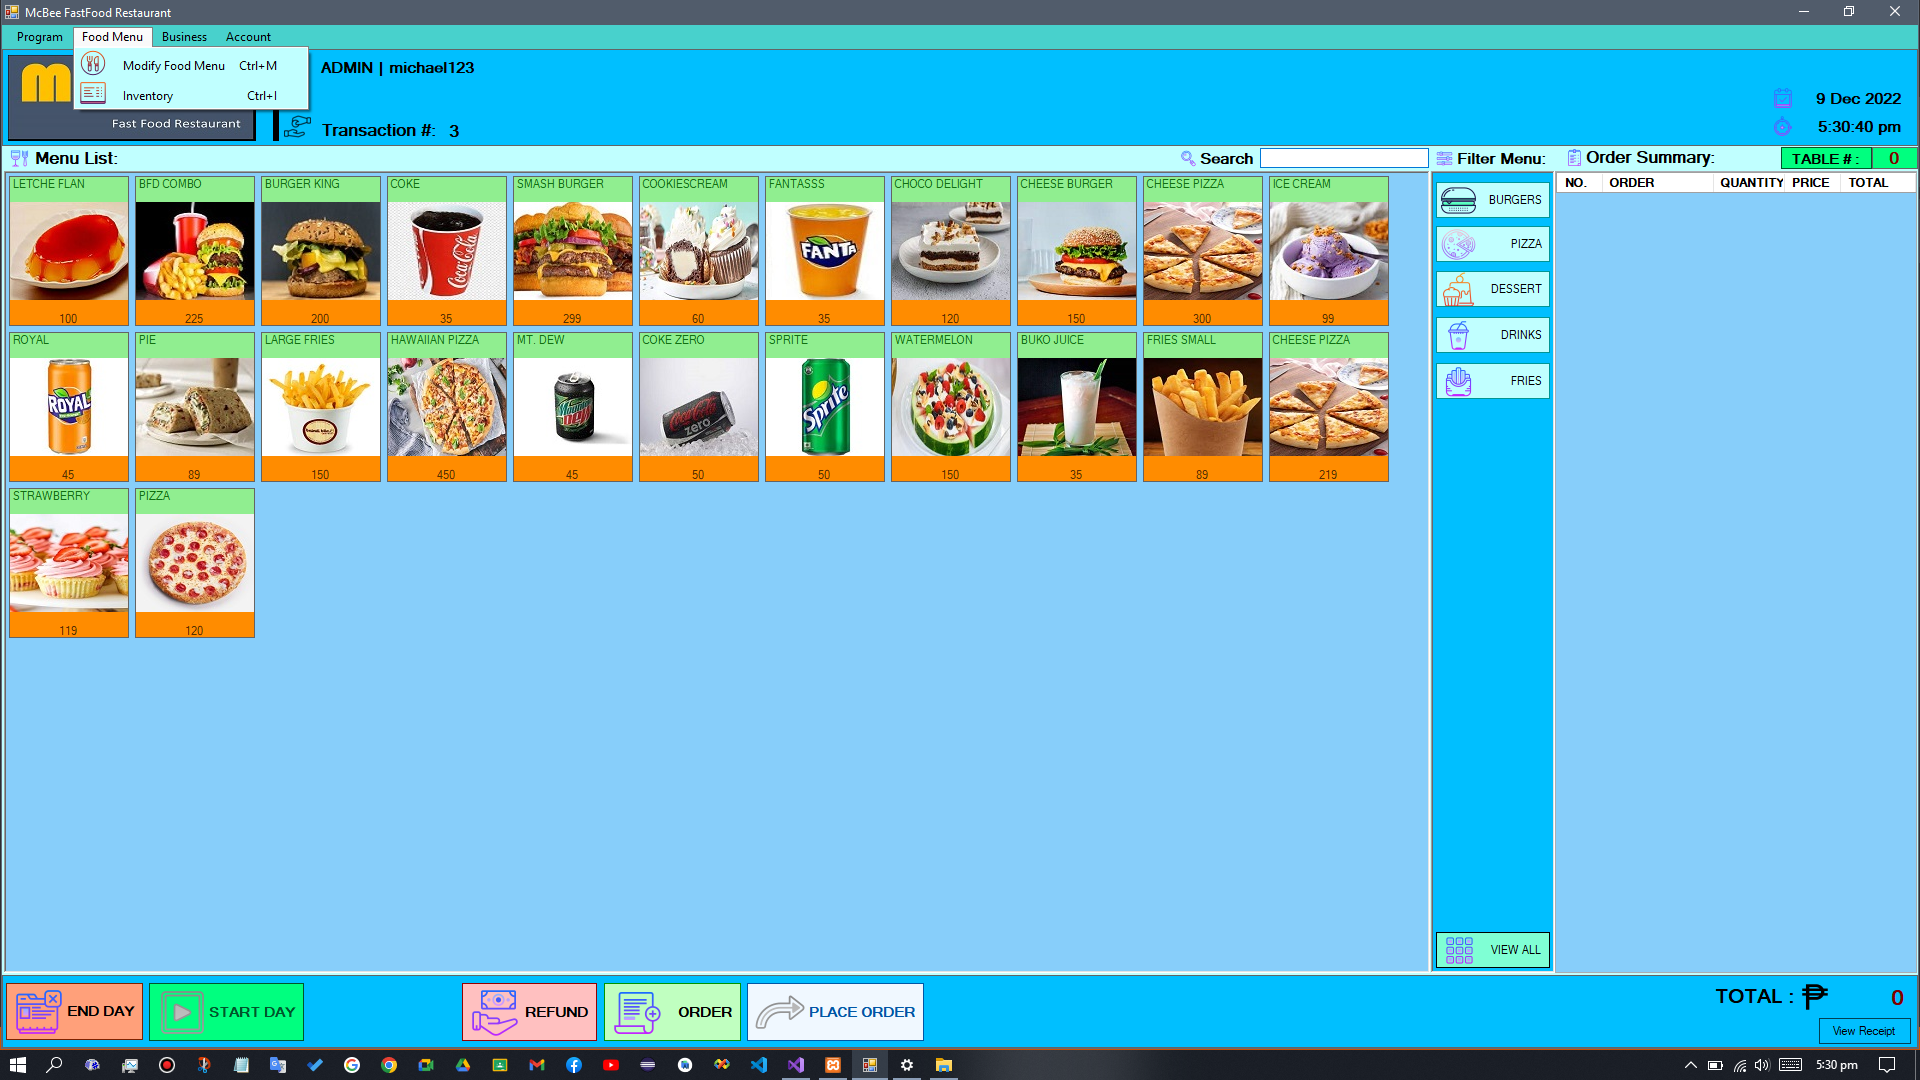 McBee FastFood Restaurant
Program Food Menu Business Account
Modify Food Menu Ctrl+M
Inventory Ctrl+I
m
Fast Food Restaurant
ADMIN | michael123
Transaction #: 3
9 Dec 2022
5:30:40 pm
Menu List:
Search
Filter Menu:
Order Summary:
TABLE # : 0
LETCHE FLAN BFD COMBO BURGER KING COKE SMASH BURGER COOKIESCREAM FANTASSS CHOCO DELIGHT CHEESE BURGER CHEESE PIZZA ICE CREAM
Coca-Cola
FANTA
100 225 200 35 299 60 35 120 150 300 99
ROYAL PIE LARGE FRIES HAWAIIAN PIZZA MT. DEW COKE ZERO SPRITE WATERMELON BUKO JUICE FRIES SMALL CHEESE PIZZA
ROYAL
zero
Sprite
45 89 150 450 45 50 50 150 35 89 219
STRAWBERRY PIZZA
119 120
BURGERS
PIZZA
DESSERT
DRINKS
FRIES
VIEW ALL
NO. ORDER QUANTITY PRICE TOTAL
END DAY
START DAY
REFUND
ORDER
PLACE ORDER
TOTAL : ₱ 0
View Receipt
5:30 pm